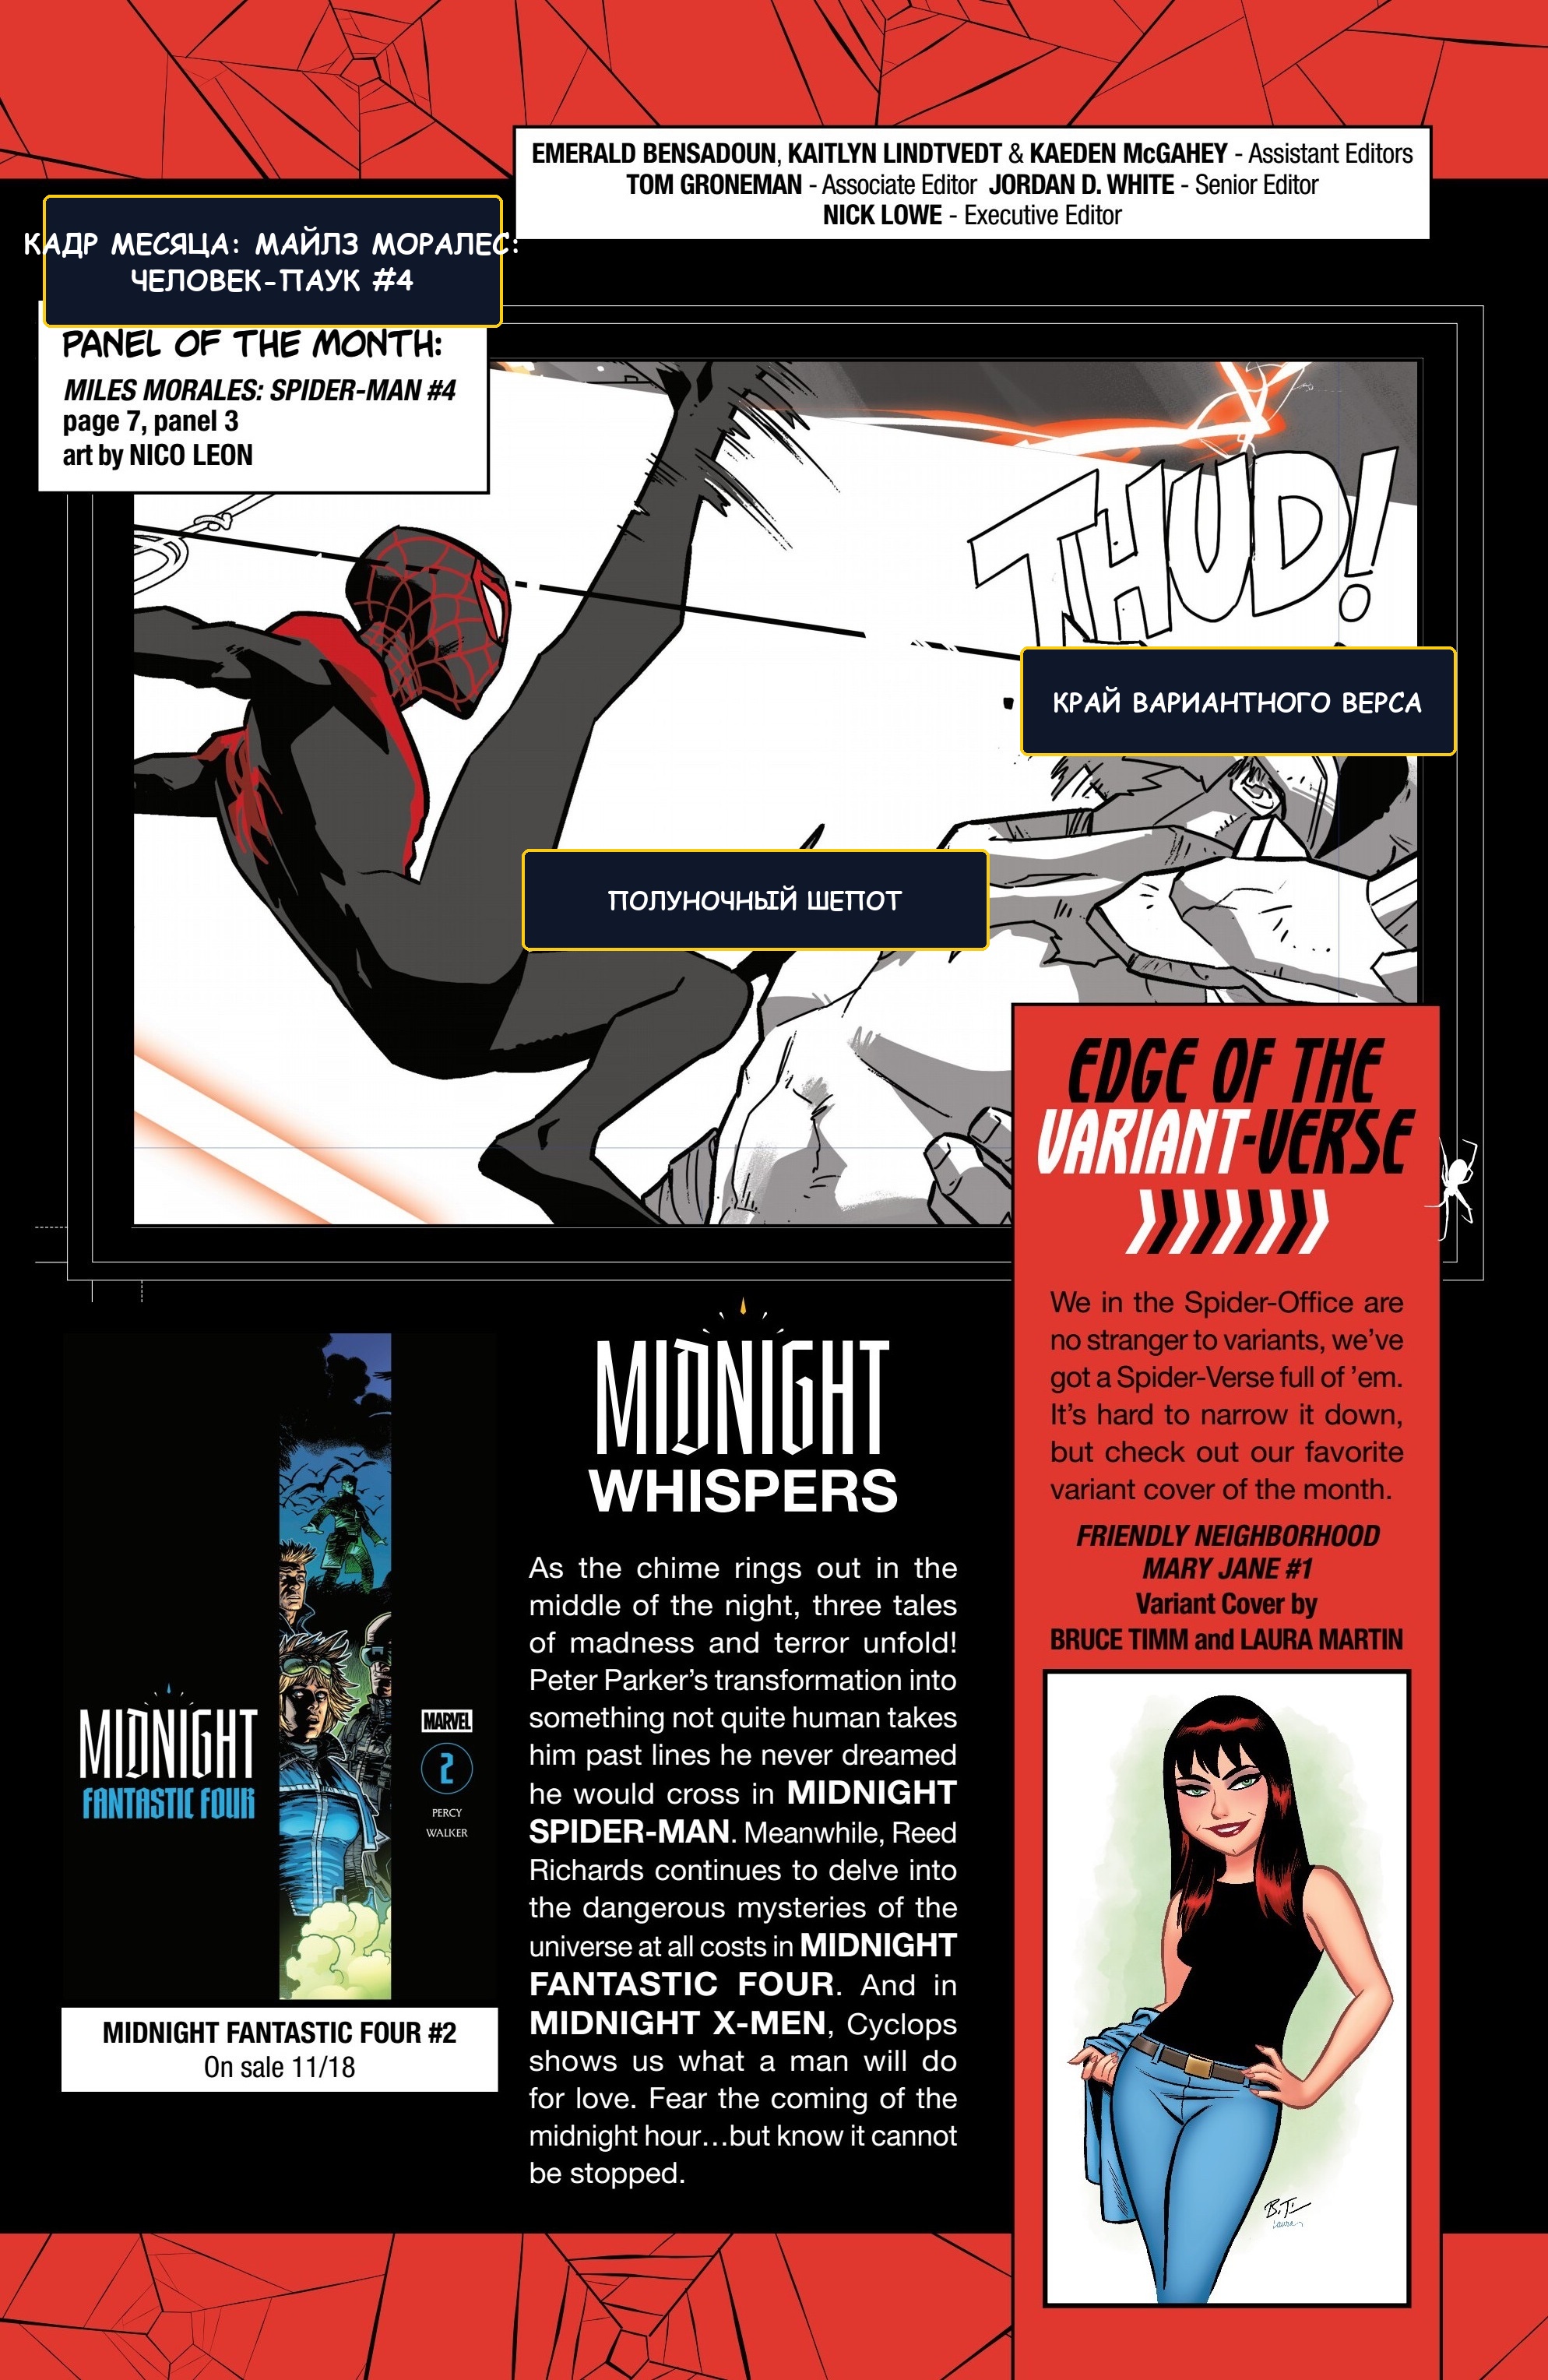 EMERALD BENSADOUN, KAITLYN LINDTVEDT & KAEDEN McGAHEY - Assistant Editors
TOM GRONEMAN - Associate Editor JORDAN D. WHITE - Senior Editor
NICK LOWE - Executive Editor
КАДР МЕСЯЦА: МАЙЛЗ МОРАЛЕС:
ЧЕЛОВЕК-ПАУК #4
PANEL OF THE MONTH:
MILES MORALES: SPIDER-MAN #4
page 7, panel 3
art by NICO LEON
THUD!
КРАЙ ВАРИАНТНОГО ВЕРСА
ПОЛУНОЧНЫЙ ШЕПОТ
EDGE OF THE
VARIANT-VERSE
We in the Spider-Office are
no stranger to variants, we’ve
got a Spider-Verse full of ’em.
It’s hard to narrow it down,
but check out our favorite
variant cover of the month.
FRIENDLY NEIGHBORHOOD
MARY JANE #1
Variant Cover by
BRUCE TIMM and LAURA MARTIN
B.T.
Laura
MIDNIGHT
WHISPERS
As the chime rings out in the
middle of the night, three tales
of madness and terror unfold!
Peter Parker’s transformation into
something not quite human takes
him past lines he never dreamed
he would cross in MIDNIGHT
SPIDER-MAN. Meanwhile, Reed
Richards continues to delve into
the dangerous mysteries of the
universe at all costs in MIDNIGHT
FANTASTIC FOUR. And in
MIDNIGHT X-MEN, Cyclops
shows us what a man will do
for love. Fear the coming of the
midnight hour…but know it cannot
be stopped.
MIDNIGHT
FANTASTIC FOUR
MARVEL
2
PERCY
WALKER
MIDNIGHT FANTASTIC FOUR #2
On sale 11/18